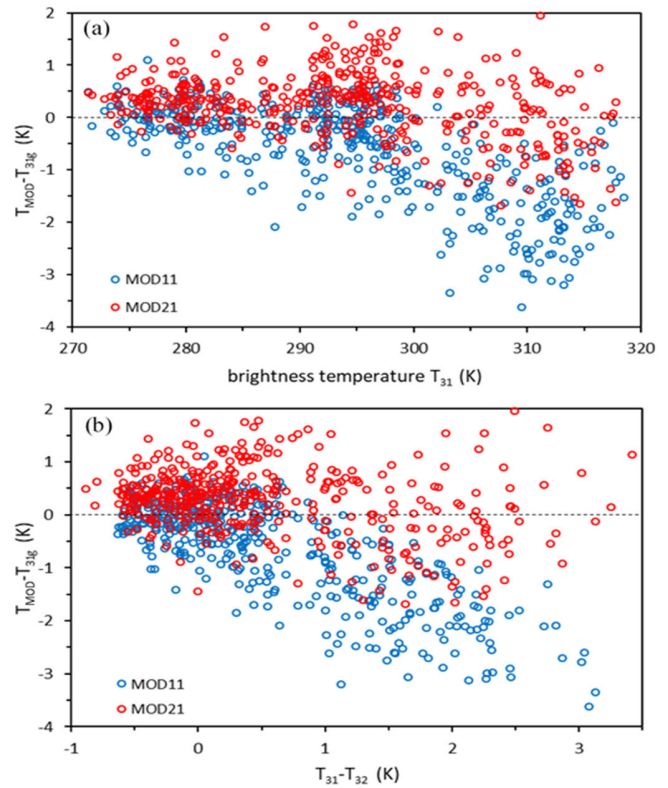 (a)
2
1
0
-1
-2
-3
-4
T_MOD-T_31g (K)
MOD11
MOD21
270 280 290 300 310 320
brightness temperature T_31 (K)
(b)
2
1
0
-1
-2
-3
-4
T_MOD-T_31g (K)
MOD11
MOD21
-1 0 1 2 3
T_31-T_32 (K)